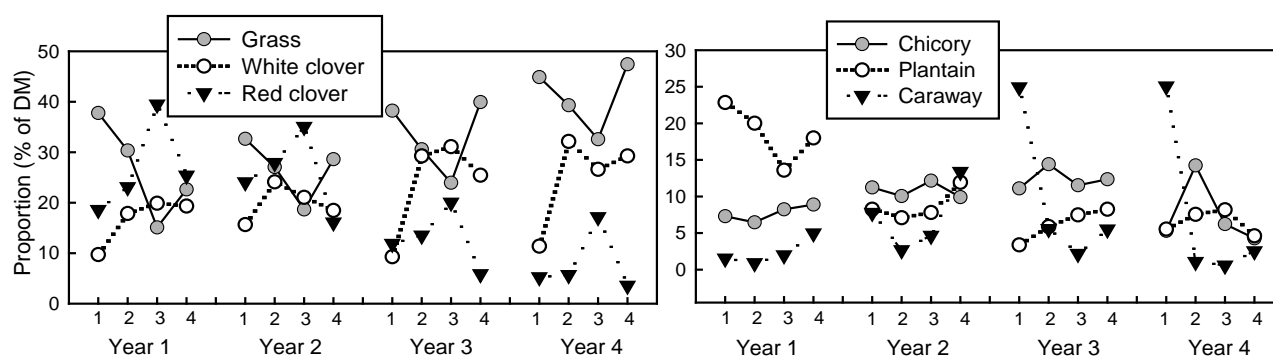 Proportion (% of DM)
50
40
30
20
10
0
Grass
White clover
Red clover
1 2 3 4 1 2 3 4 1 2 3 4 1 2 3 4
Year 1 Year 2 Year 3 Year 4
30
25
20
15
10
5
0
Chicory
Plantain
Caraway
1 2 3 4 1 2 3 4 1 2 3 4 1 2 3 4
Year 1 Year 2 Year 3 Year 4